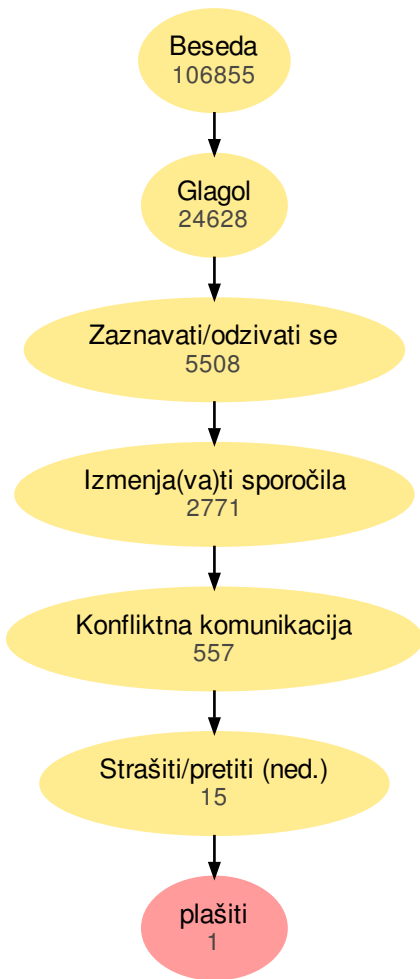 Beseda
106855
Glagol
24628
Zaznavati/odzivati se
5508
Izmenja(va)ti sporočila
2771
Konfliktna komunikacija
557
Strašiti/pretiti (ned.)
15
plašiti
1